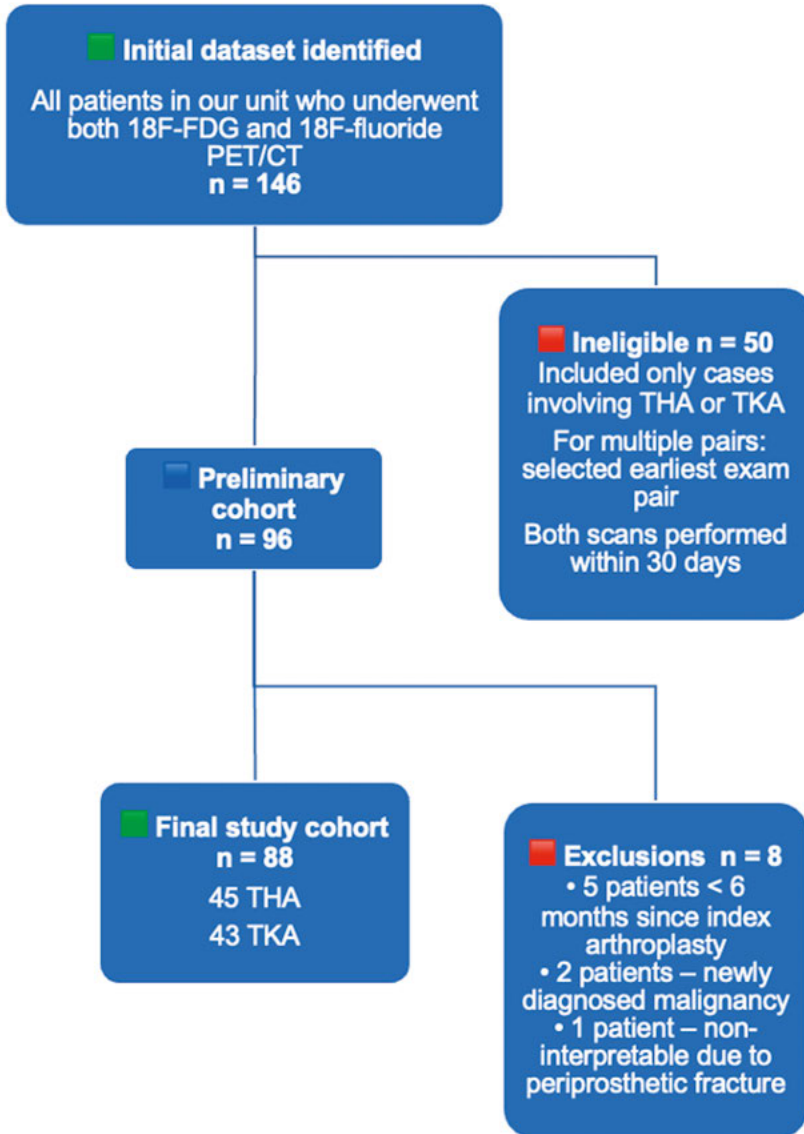 Initial dataset identified
All patients in our unit who underwent
both 18F-FDG and 18F-fluoride
PET/CT
n = 146
Ineligible n = 50
Included only cases
involving THA or TKA
For multiple pairs:
selected earliest exam
pair
Both scans performed
within 30 days
Preliminary
cohort
n = 96
Final study cohort
n = 88
45 THA
43 TKA
Exclusions n = 8
• 5 patients < 6
months since index
arthroplasty
• 2 patients – newly
diagnosed malignancy
• 1 patient – non-
interpretable due to
periprosthetic fracture